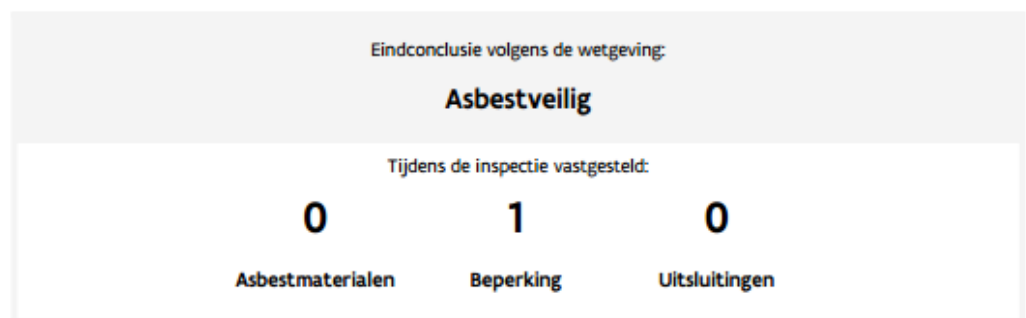 Eindconclusie volgens de wetgeving:
Asbestveilig
Tijdens de inspectie vastgesteld:
0 1 0
Asbestmaterialen Beperking Uitsluitingen